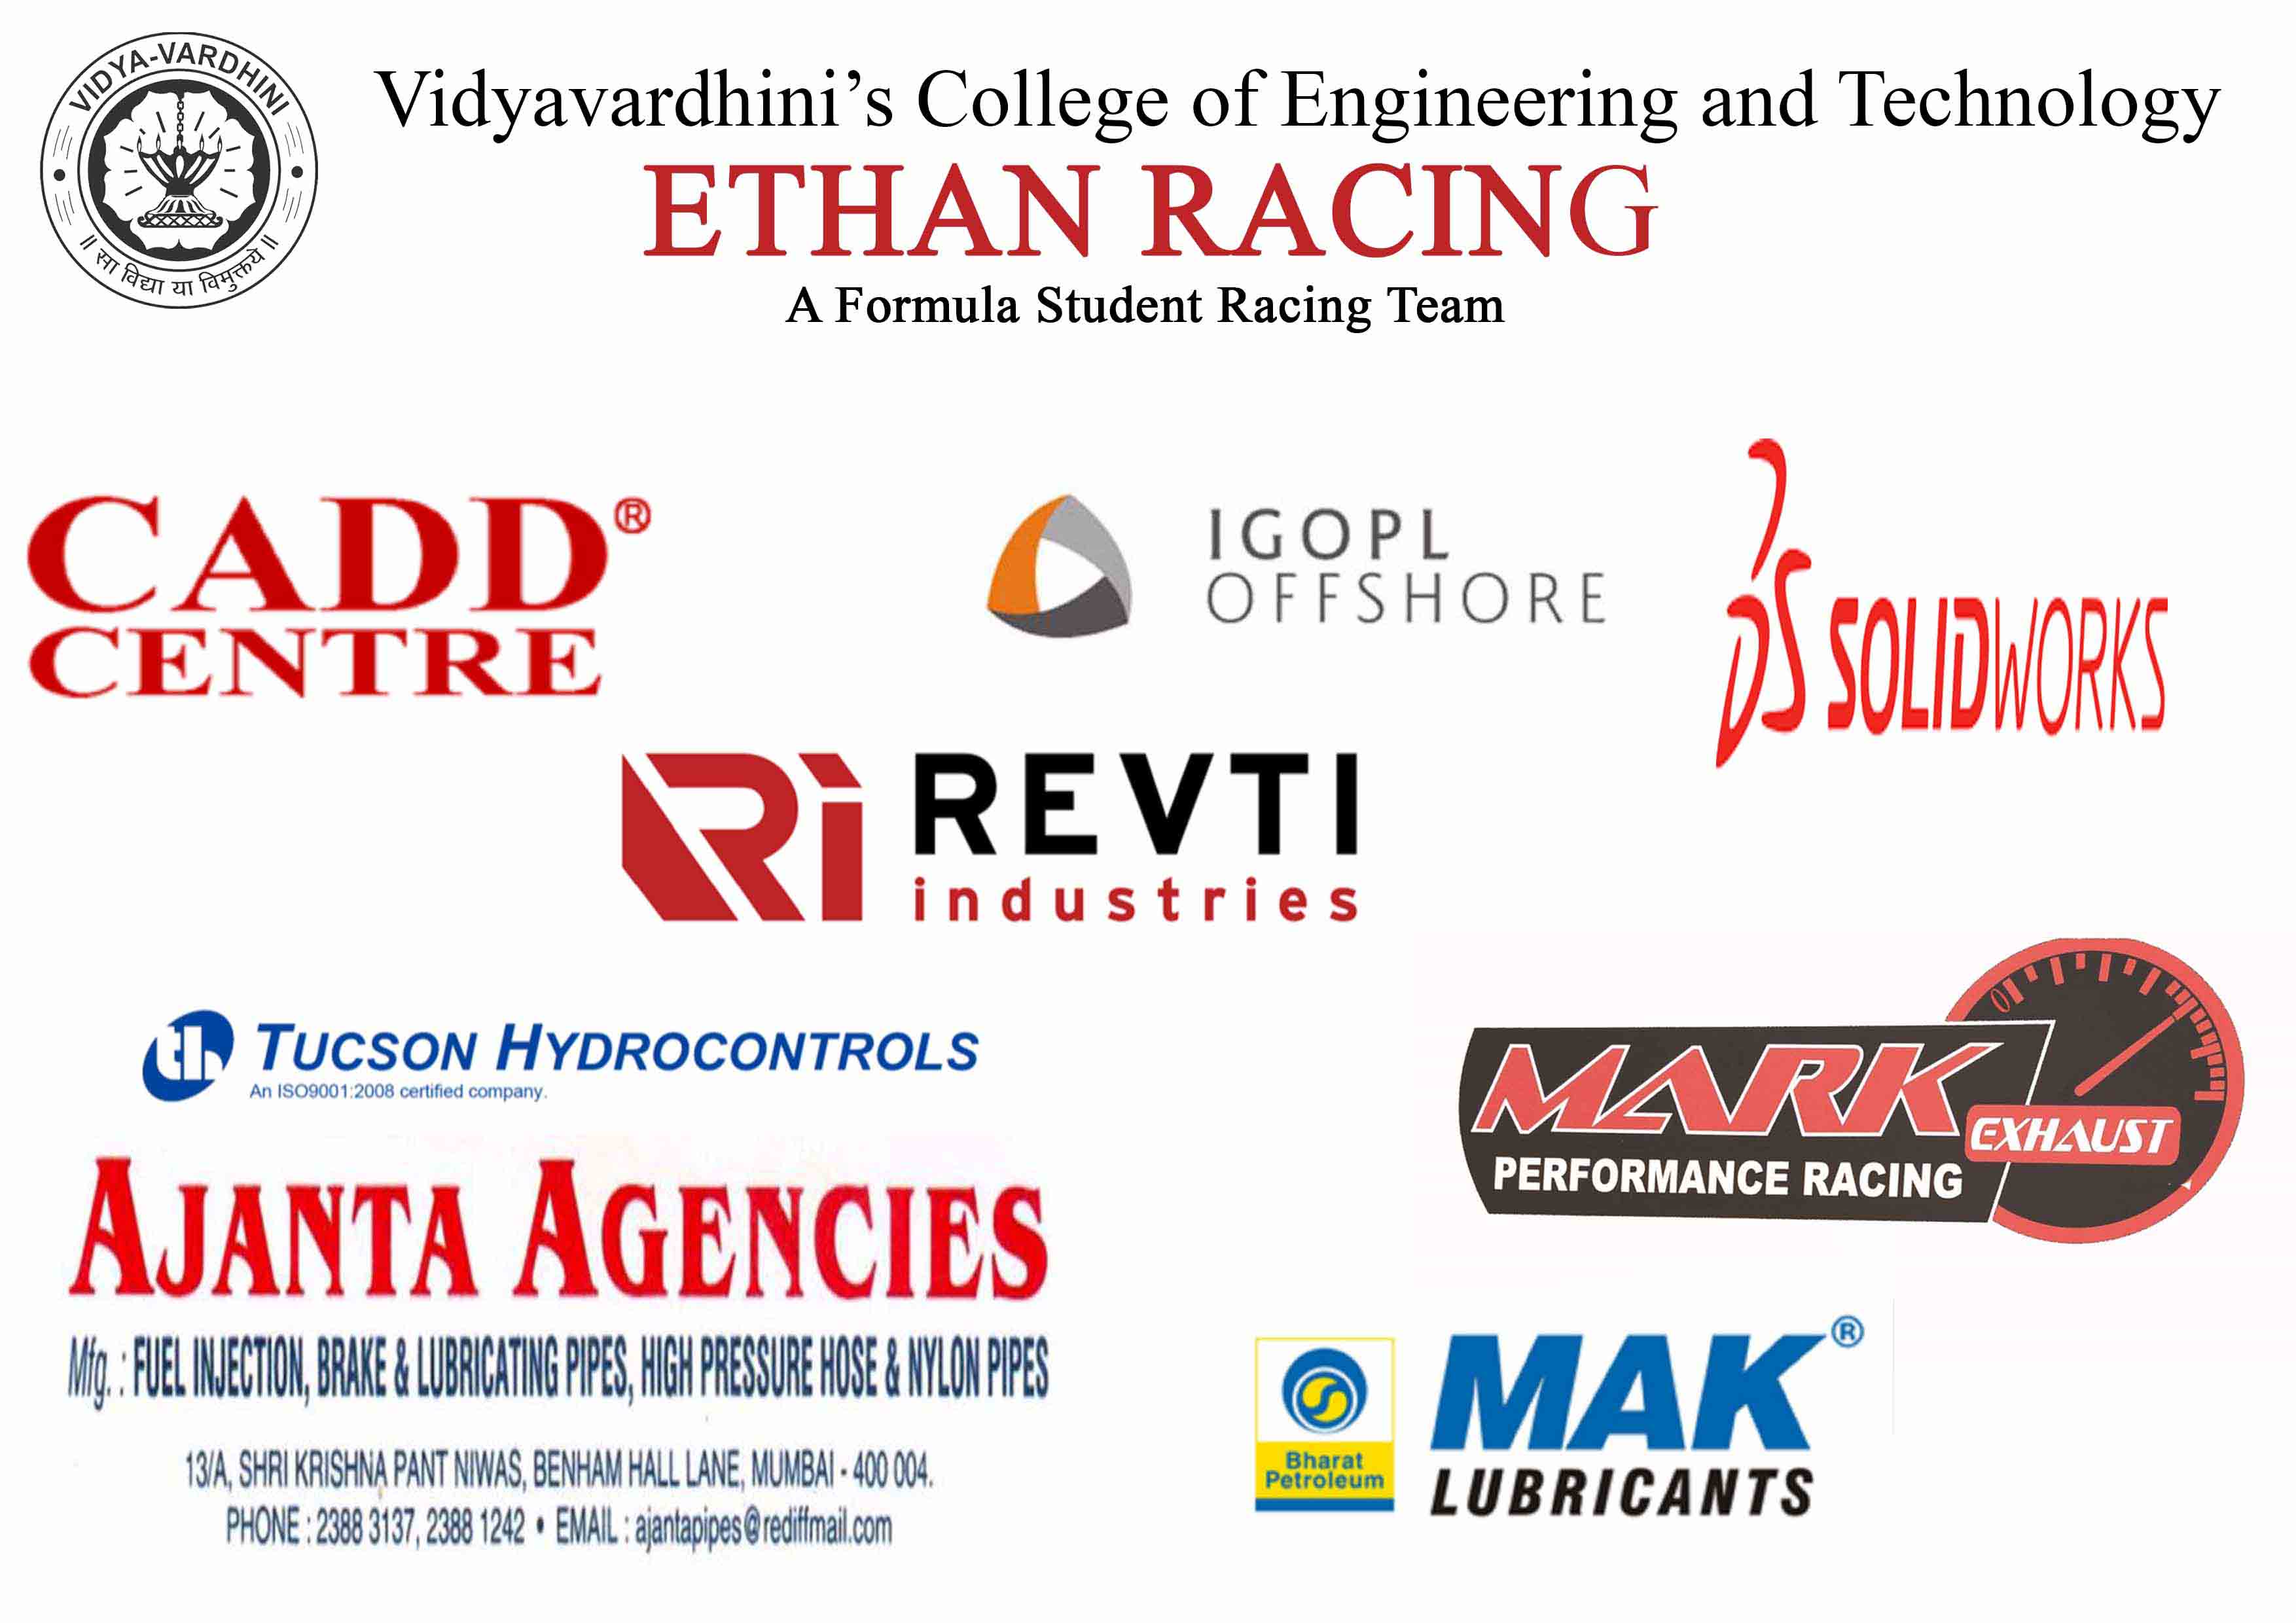 VIDYA-VARDHINI
॥ सा विद्या या विमुक्तये ॥
Vidyavardhini’s College of Engineering and Technology
ETHAN RACING
A Formula Student Racing Team
CADD®
CENTRE
IGOPL
OFFSHORE
SOLIDWORKS
REVTI
industries
TUCSON HYDROCONTROLS
An ISO9001:2008 certified company.
MARK
EXHAUST
PERFORMANCE RACING
AJANTA AGENCIES
Mfg. : FUEL INJECTION, BRAKE & LUBRICATING PIPES, HIGH PRESSURE HOSE & NYLON PIPES
13/A, SHRI KRISHNA PANT NIWAS, BENHAM HALL LANE, MUMBAI - 400 004.
PHONE : 2388 3137, 2388 1242 • EMAIL : ajantapipes@rediffmail.com
Bharat
Petroleum
MAK®
LUBRICANTS